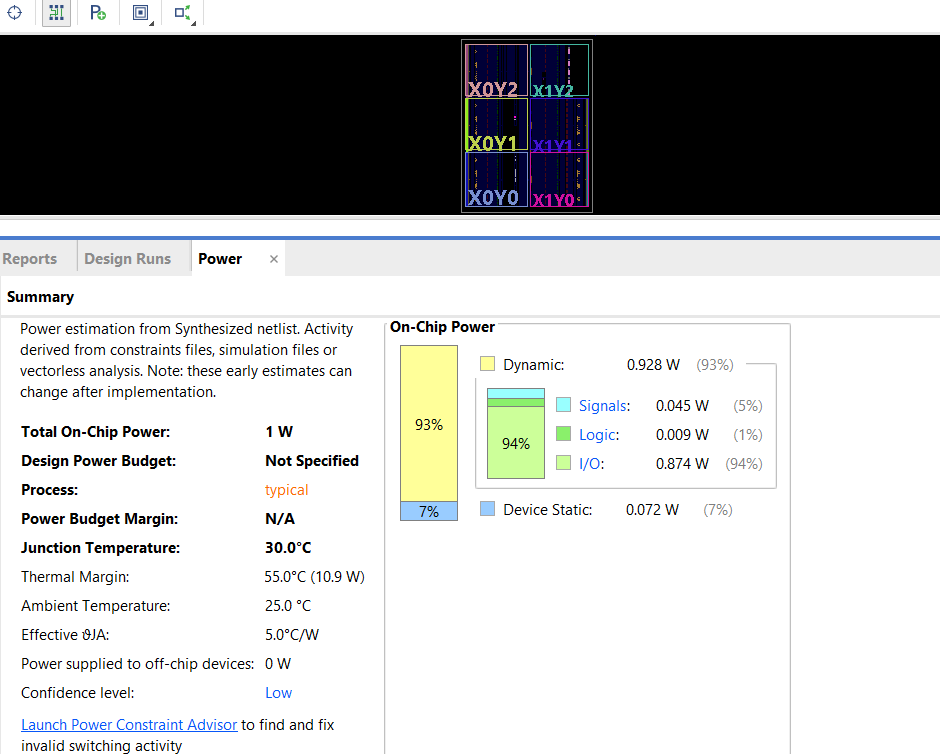 X0Y2 X1Y2
X0Y1 X1Y1
X0Y0 X1Y0
Reports Design Runs Power ×
Summary
Power estimation from Synthesized netlist. Activity
derived from constraints files, simulation files or
vectorless analysis. Note: these early estimates can
change after implementation.
Total On-Chip Power: 1 W
Design Power Budget: Not Specified
Process: typical
Power Budget Margin: N/A
Junction Temperature: 30.0°C
Thermal Margin: 55.0°C (10.9 W)
Ambient Temperature: 25.0 °C
Effective ϑJA: 5.0°C/W
Power supplied to off-chip devices: 0 W
Confidence level: Low
Launch Power Constraint Advisor to find and fix
invalid switching activity
On-Chip Power
93%
7%
Dynamic: 0.928 W (93%)
94%
Signals: 0.045 W (5%)
Logic: 0.009 W (1%)
I/O: 0.874 W (94%)
Device Static: 0.072 W (7%)